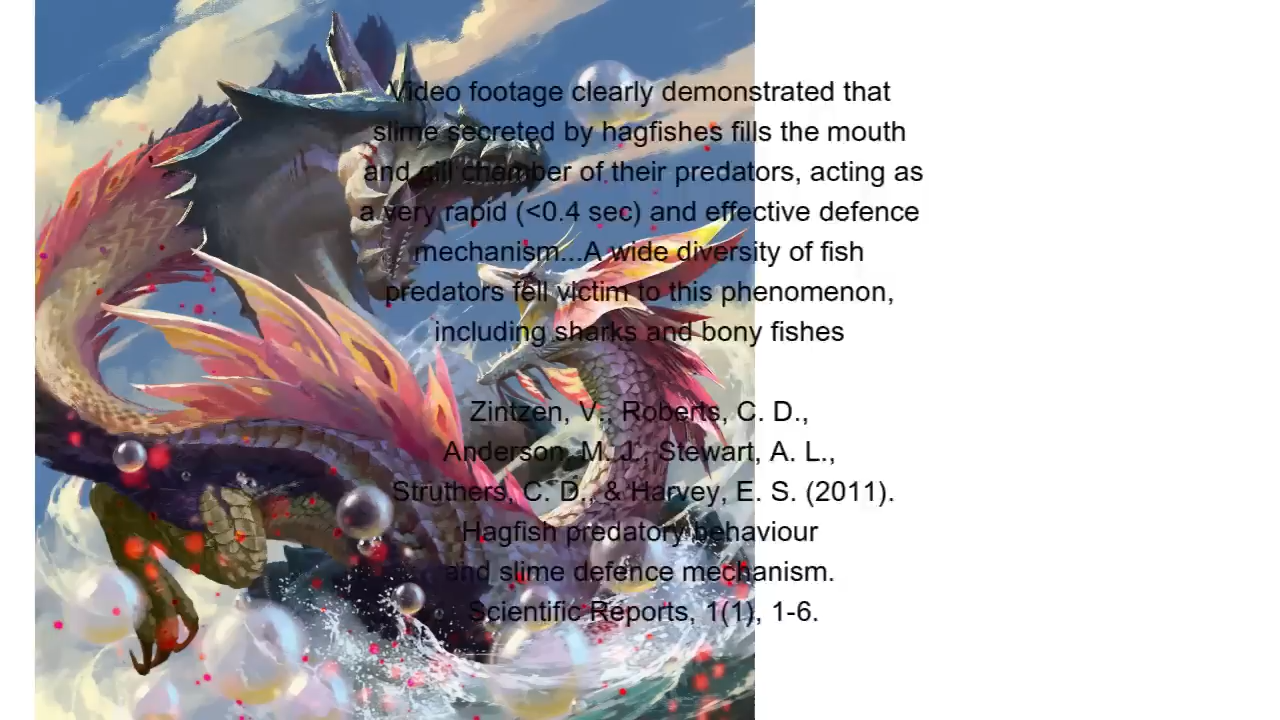 Video footage clearly demonstrated that
slime secreted by hagfishes fills the mouth
and gill chamber of their predators, acting as
a very rapid (<0.4 sec) and effective defence
mechanism...A wide diversity of fish
predators fell victim to this phenomenon,
including sharks and bony fishes
Zintzen, V., Roberts, C. D.,
Anderson, M. J., Stewart, A. L.,
Struthers, C. D., & Harvey, E. S. (2011).
Hagfish predatory behaviour
and slime defence mechanism.
Scientific Reports, 1(1), 1-6.